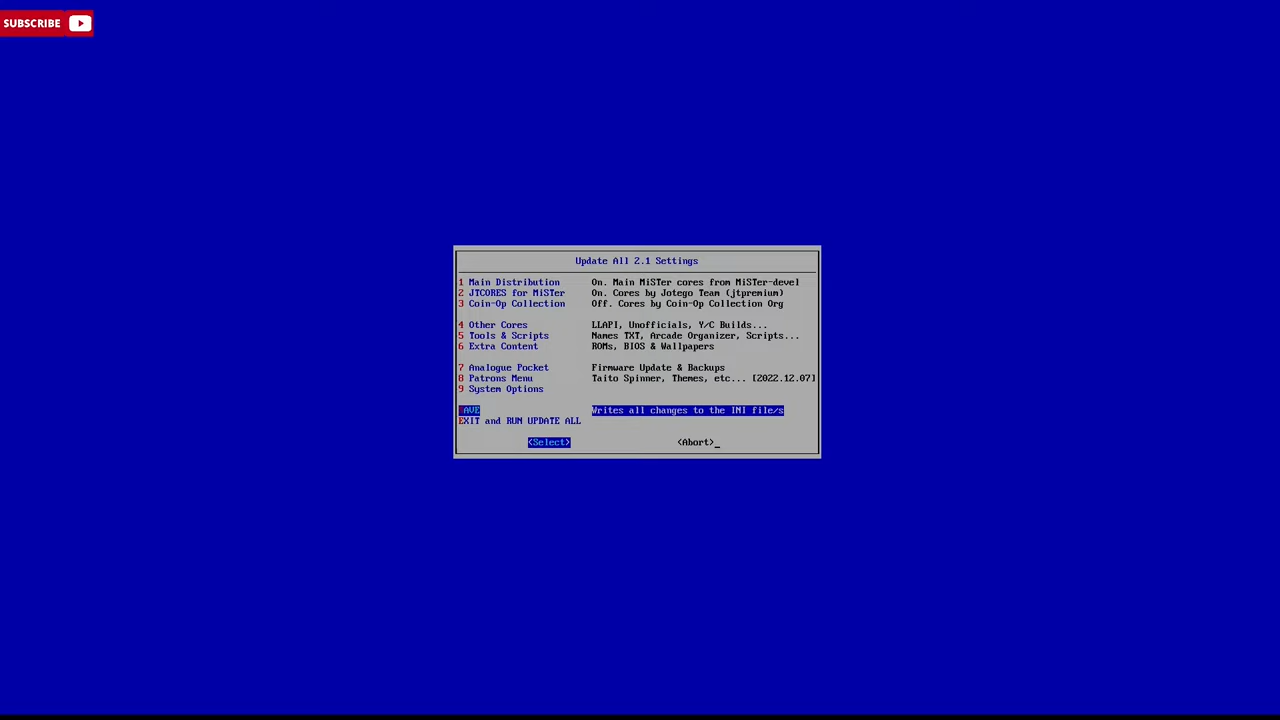 SUBSCRIBE
Update All 2.1 Settings
1 Main Distribution On. Main MiSTer cores from MiSTer-devel
2 JTCORES for MiSTer On. Cores by Jotego Team (jtpremium)
3 Coin-Op Collection Off. Cores by Coin-Op Collection Org
4 Other Cores LLAPI, Unofficials, Y/C Builds...
5 Tools & Scripts Names TXT, Arcade Organizer, Scripts...
6 Extra Content ROMs, BIOS & Wallpapers
7 Analogue Pocket Firmware Update & Backups
8 Patrons Menu Taito Spinner, Themes, etc... [2022.12.07]
9 System Options
SAVE Writes all changes to the INI file/s
EXIT and RUN UPDATE ALL
<Select> <Abort>_